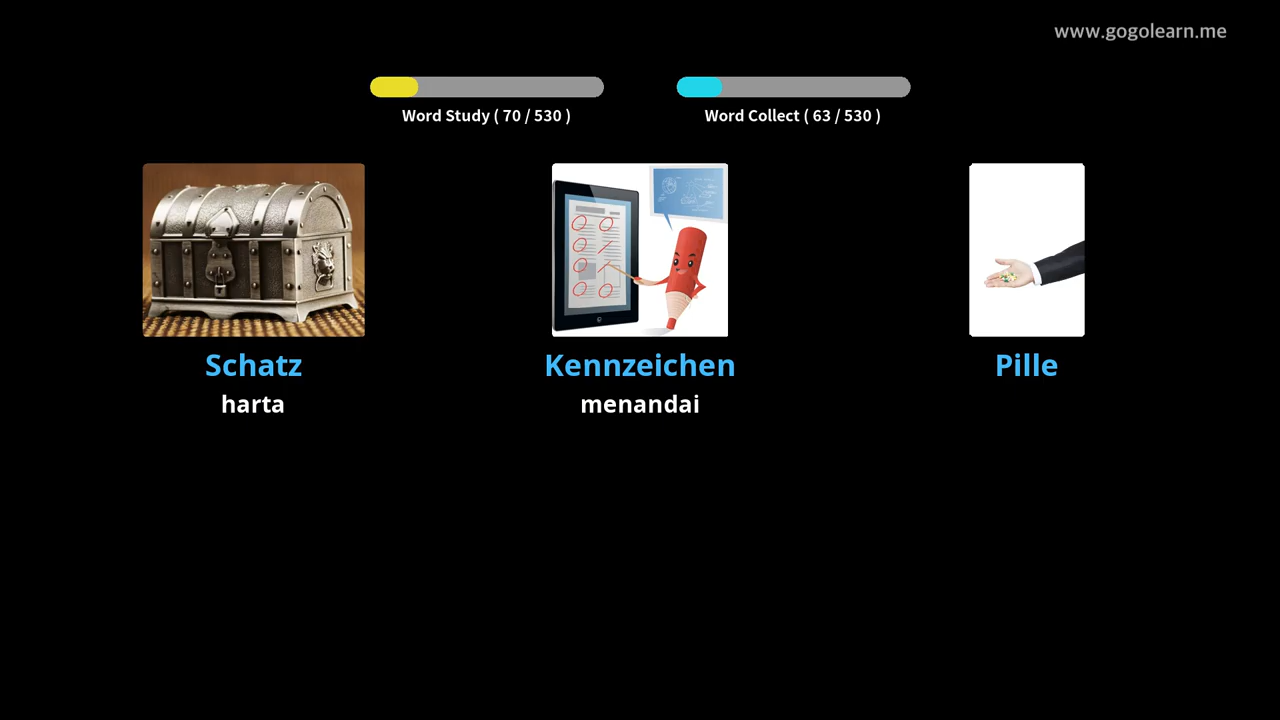 www.gogolearn.me
Word Study ( 70 / 530 )
Word Collect ( 63 / 530 )
Schatz
harta
Kennzeichen
menandai
Pille